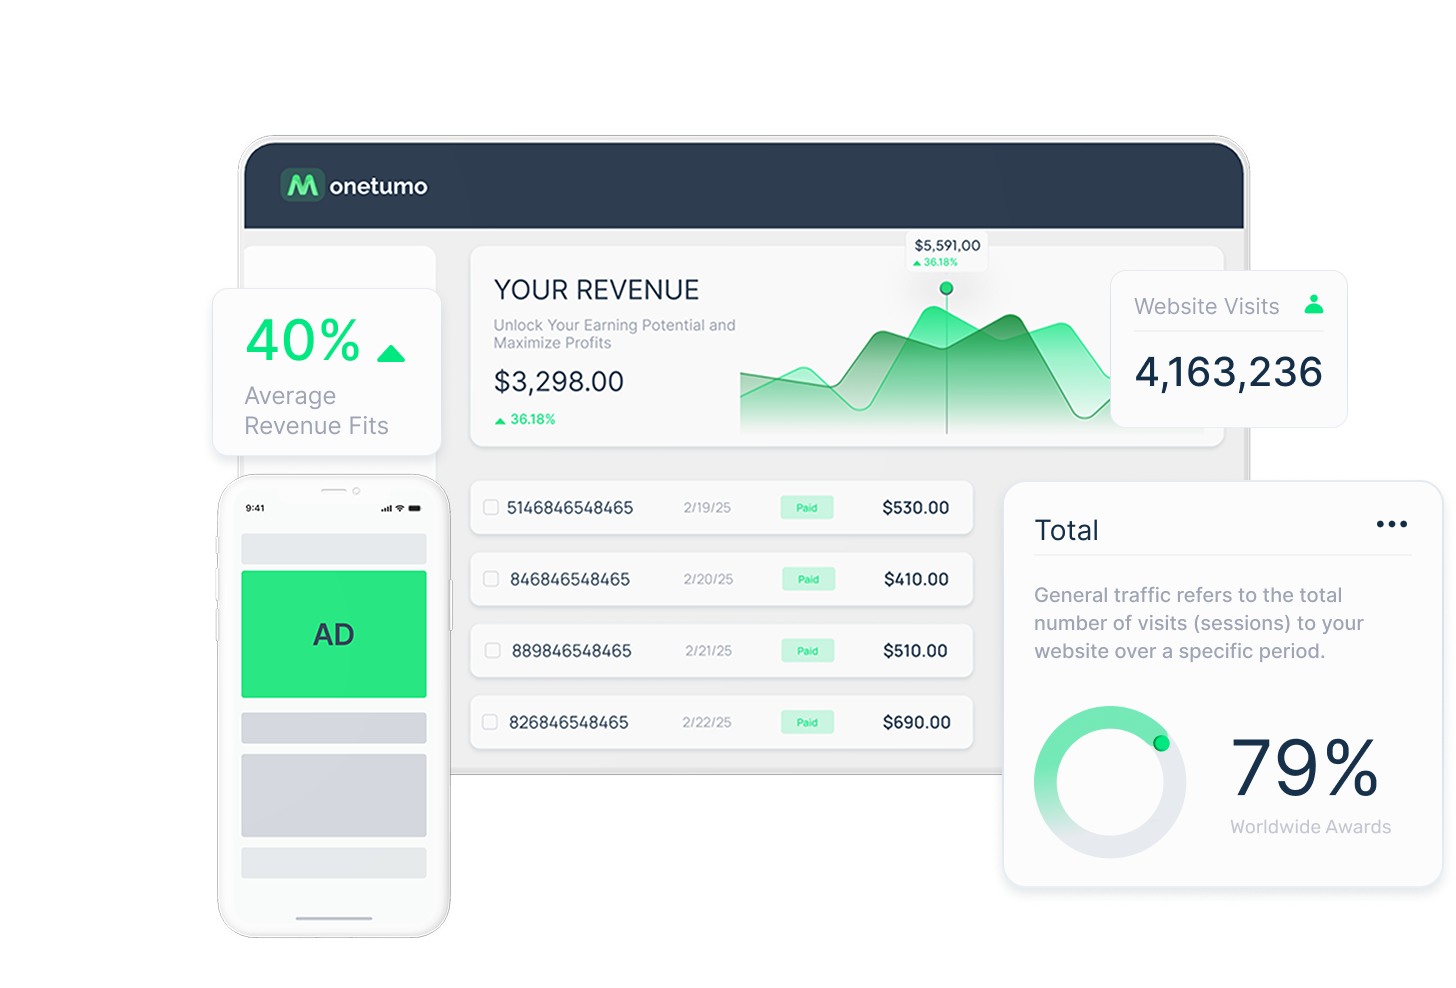 Monetumo
$5,591,00
36.18%
YOUR REVENUE
Unlock Your Earning Potential and
Maximize Profits
$3,298.00
36.18%
Website Visits
4,163,236
40%
Average
Revenue Fits
9:41
AD
5146846548465 2/19/25 Paid $530.00
846846548465 2/20/25 Paid $410.00
889846548465 2/21/25 Paid $510.00
826846548465 2/22/25 Paid $690.00
Total
General traffic refers to the total
number of visits (sessions) to your
website over a specific period.
79%
Worldwide Awards